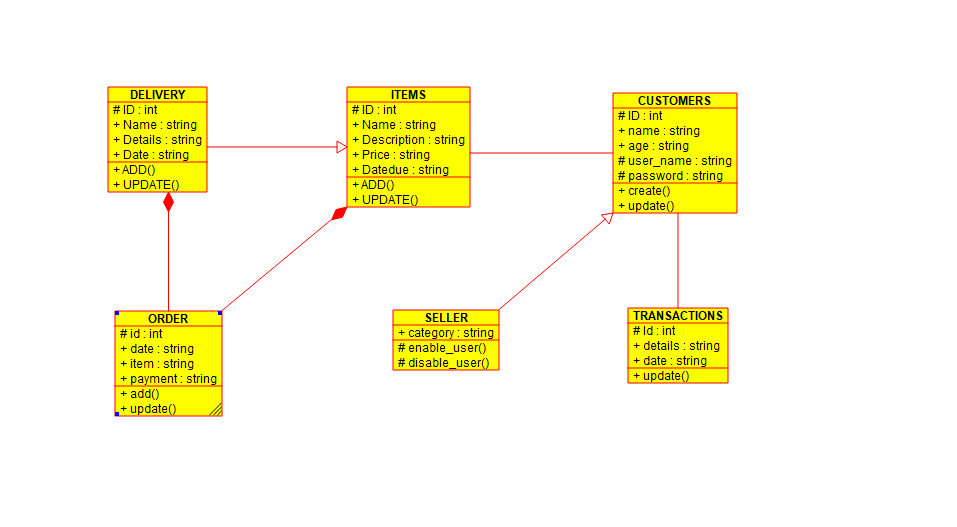 DELIVERY
# ID : int
+ Name : string
+ Details : string
+ Date : string
+ ADD()
+ UPDATE()
ITEMS
# ID : int
+ Name : string
+ Description : string
+ Price : string
+ Datedue : string
+ ADD()
+ UPDATE()
CUSTOMERS
# ID : int
+ name : string
+ age : string
# user_name : string
# password : string
+ create()
+ update()
ORDER
# id : int
+ date : string
+ item : string
+ payment : string
+ add()
+ update()
SELLER
+ category : string
# enable_user()
# disable_user()
TRANSACTIONS
# Id : int
+ details : string
+ date : string
+ update()